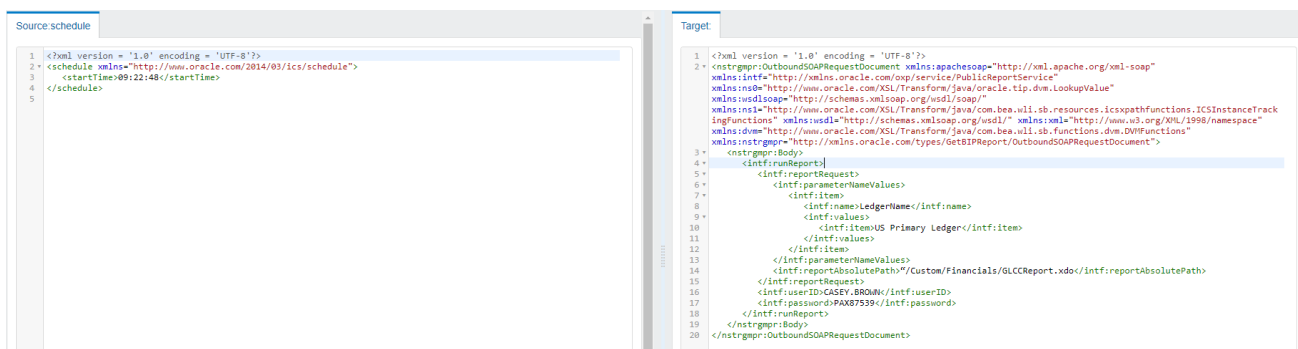 Source:schedule
1 <?xml version = '1.0' encoding = 'UTF-8'?>
2 <schedule xmlns="http://www.oracle.com/2014/03/ics/schedule">
3 <startTime>09:22:48</startTime>
4 </schedule>
5
Target:
1 <?xml version = '1.0' encoding = 'UTF-8'?>
2 <nstrgmpr:OutboundSOAPRequestDocument xmlns:apachesoap="http://xml.apache.org/xml-soap"
xmlns:intf="http://xmlns.oracle.com/oxp/service/PublicReportService"
xmlns:ns0="http://www.oracle.com/XSL/Transform/java/oracle.tip.dvm.LookupValue"
xmlns:wsdlsoap="http://schemas.xmlsoap.org/wsdl/soap/"
xmlns:ns1="http://www.oracle.com/XSL/Transform/java/com.bea.wli.sb.resources.icsxpathfunctions.ICSInstanceTrack
ingFunctions" xmlns:wsdl="http://schemas.xmlsoap.org/wsdl/" xmlns:xml="http://www.w3.org/XML/1998/namespace"
xmlns:dvm="http://www.oracle.com/XSL/Transform/java/com.bea.wli.sb.functions.dvm.DVMFunctions"
xmlns:nstrgmpr="http://xmlns.oracle.com/types/GetBIPReport/OutboundSOAPRequestDocument">
3 <nstrgmpr:Body>
4 <intf:runReport>
5 <intf:reportRequest>
6 <intf:parameterNameValues>
7 <intf:item>
8 <intf:name>LedgerName</intf:name>
9 <intf:values>
10 <intf:item>US Primary Ledger</intf:item>
11 </intf:values>
12 </intf:item>
13 </intf:parameterNameValues>
14 <intf:reportAbsolutePath>“/Custom/Financials/GLCCReport.xdo</intf:reportAbsolutePath>
15 </intf:reportRequest>
16 <intf:userID>CASEY.BROWN</intf:userID>
17 <intf:password>PAX87539</intf:password>
18 </intf:runReport>
19 </nstrgmpr:Body>
20 </nstrgmpr:OutboundSOAPRequestDocument>